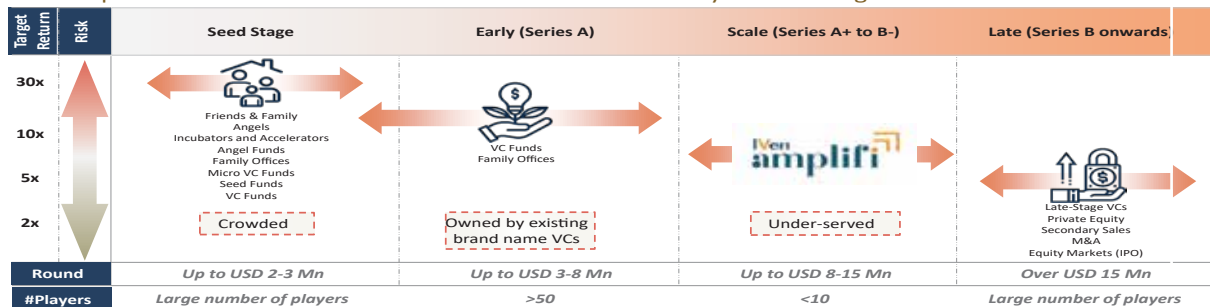 Target Return
Risk
Seed Stage
Early (Series A)
Scale (Series A+ to B-)
Late (Series B onwards)
30x
10x
5x
2x
Friends & Family
Angels
Incubators and Accelerators
Angel Funds
Family Offices
Micro VC Funds
Seed Funds
VC Funds
Crowded
VC Funds
Family Offices
Owned by existing
brand name VCs
IVen
amplifi
Under-served
Late-Stage VCs
Private Equity
Secondary Sales
M&A
Equity Markets (IPO)
Round
Up to USD 2-3 Mn
Up to USD 3-8 Mn
Up to USD 8-15 Mn
Over USD 15 Mn
#Players
Large number of players
>50
<10
Large number of players